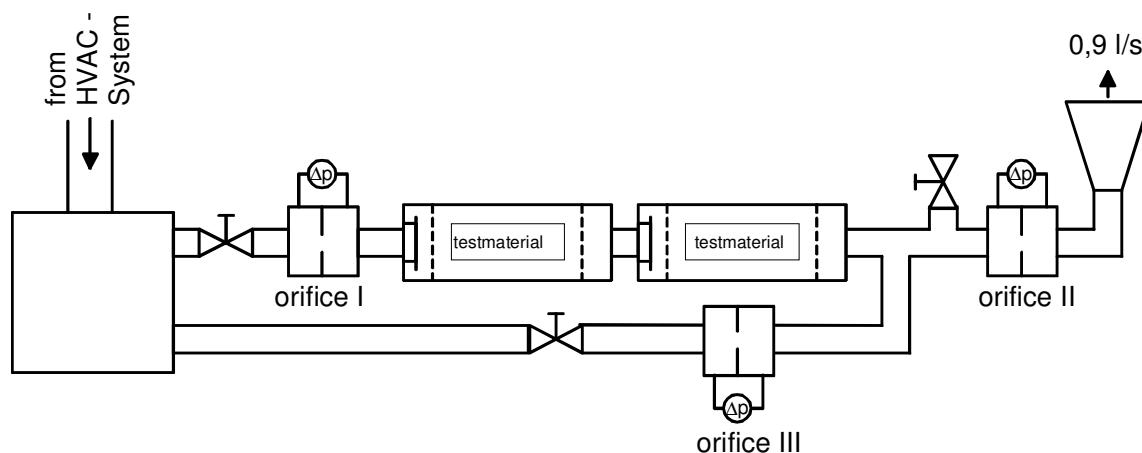 from
HVAC -
System
0,9 l/s
Δp
Δp
testmaterial
testmaterial
orifice I
orifice II
Δp
orifice III